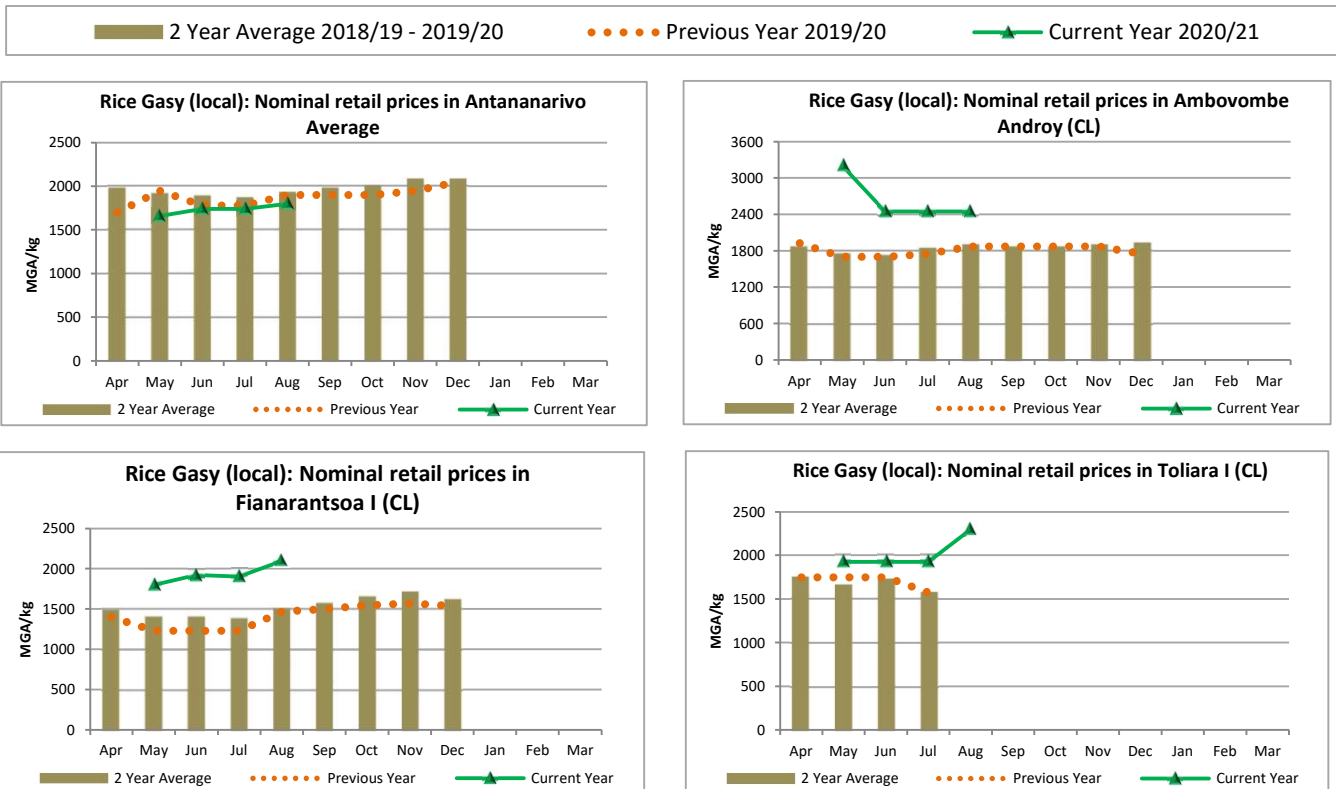 2 Year Average 2018/19 - 2019/20 Previous Year 2019/20 Current Year 2020/21
Rice Gasy (local): Nominal retail prices in Antananarivo
Average
MGA/kg
2500
2000
1500
1000
500
0
Apr May Jun Jul Aug Sep Oct Nov Dec Jan Feb Mar
2 Year Average Previous Year Current Year
Rice Gasy (local): Nominal retail prices in Ambovombe
Androy (CL)
MGA/kg
3600
3000
2400
1800
1200
600
0
Apr May Jun Jul Aug Sep Oct Nov Dec Jan Feb Mar
2 Year Average Previous Year Current Year
Rice Gasy (local): Nominal retail prices in
Fianarantsoa I (CL)
MGA/kg
2500
2000
1500
1000
500
0
Apr May Jun Jul Aug Sep Oct Nov Dec Jan Feb Mar
2 Year Average Previous Year Current Year
Rice Gasy (local): Nominal retail prices in Toliara I (CL)
MGA/kg
2500
2000
1500
1000
500
0
Apr May Jun Jul Aug Sep Oct Nov Dec Jan Feb Mar
2 Year Average Previous Year Current Year